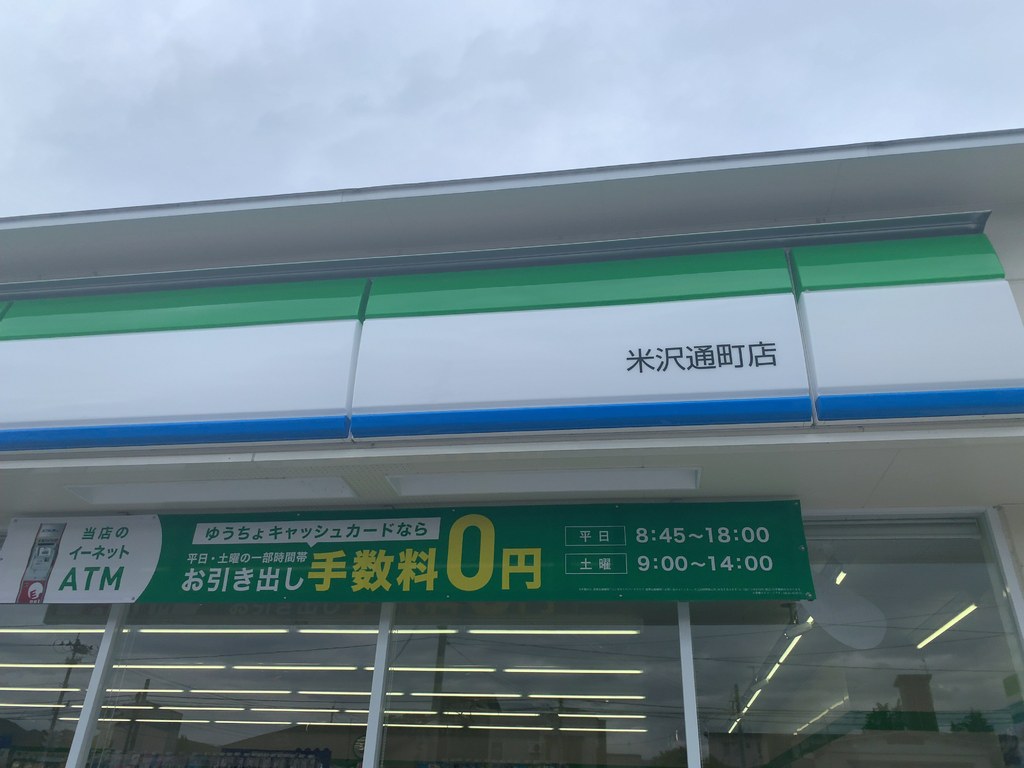 米沢通町店
当店の
イーネット
ATM
ゆうちょキャッシュカードなら
平日・土曜の一部時間帯
お引き出し手数料0円
平日 8:45～18:00
土曜 9:00～14:00